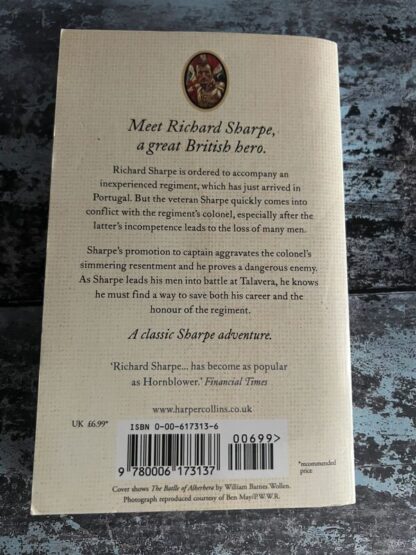 Meet Richard Sharpe,
a great British hero.
Richard Sharpe is ordered to accompany an
inexperienced regiment, which has just arrived in
Portugal. But the veteran Sharpe quickly comes into
conflict with the regiment's colonel, especially after the
latter's incompetence leads to the loss of many men.
Sharpe's promotion to captain aggravates the colonel's
simmering resentment and he proves a dangerous enemy.
As Sharpe leads his men into battle at Talavera, he knows
he must find a way to save both his career and the
honour of the regiment.
A classic Sharpe adventure.
'Richard Sharpe... has become as popular
as Hornblower.' Financial Times
www.harpercollins.co.uk
UK £6.99*
ISBN 0-00-617313-6
00699>
9 780006 173137
*recommended
price
Cover shows The Battle of Albuhera by William Barnes Wollen.
Photograph reproduced courtesy of Ben May/P.W.W.R.